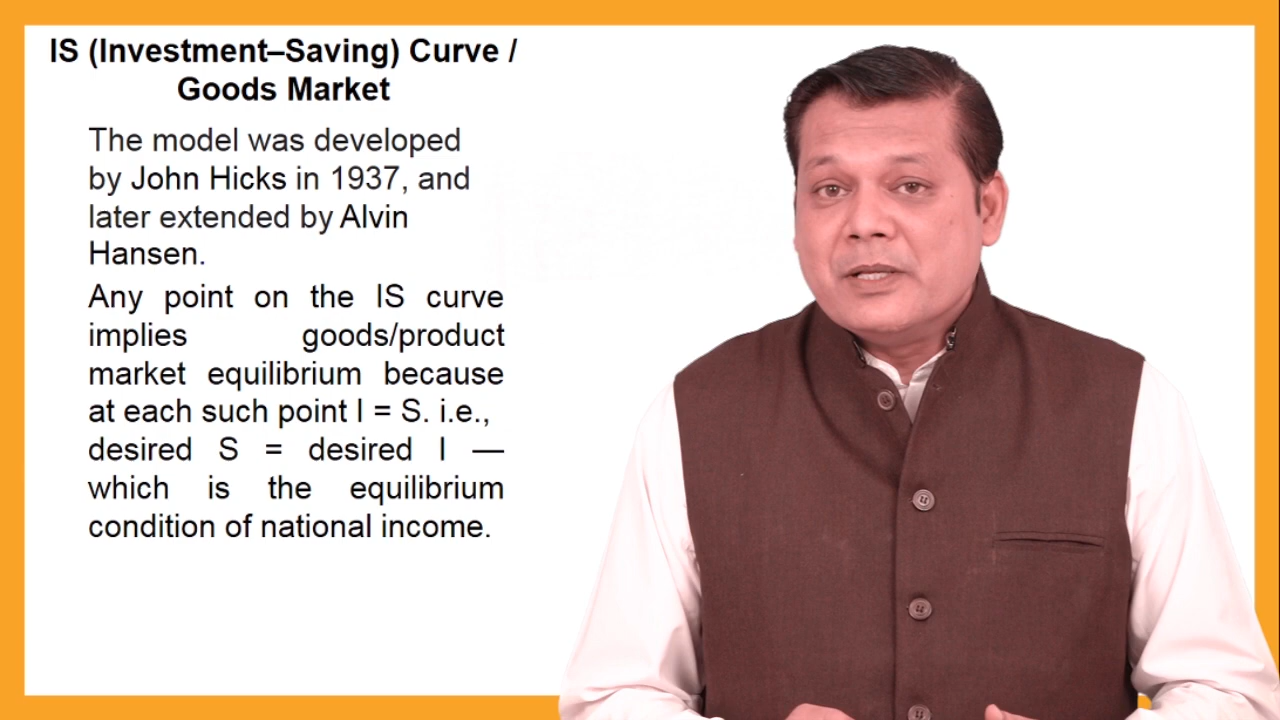 IS (Investment–Saving) Curve /
Goods Market
The model was developed
by John Hicks in 1937, and
later extended by Alvin
Hansen.
Any point on the IS curve
implies goods/product
market equilibrium because
at each such point I = S. i.e.,
desired S = desired I —
which is the equilibrium
condition of national income.